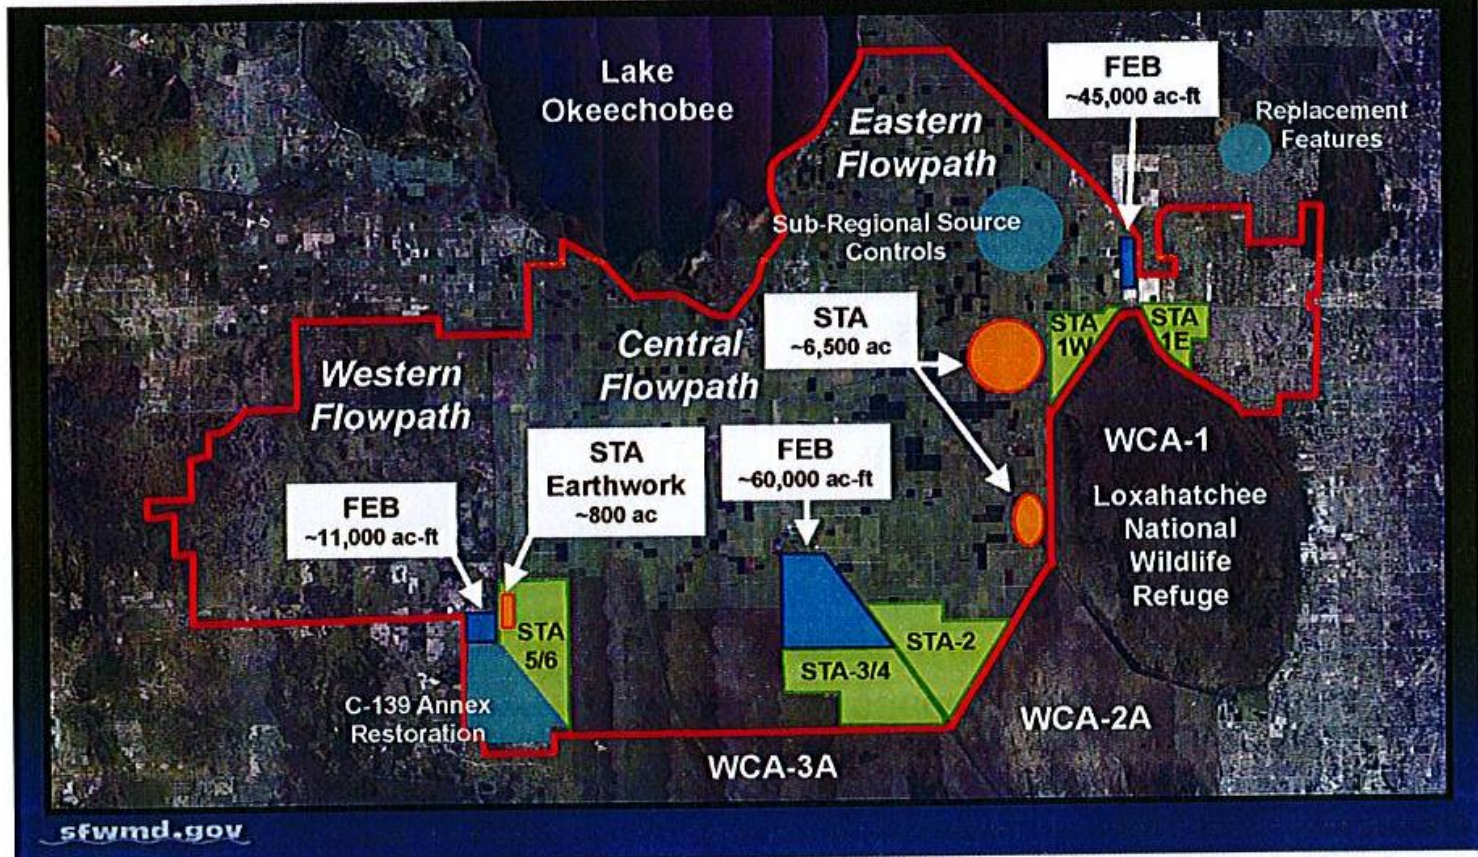 Lake
Okeechobee
FEB
~45,000 ac-ft
Replacement
Features
Eastern
Flowpath
Sub-Regional Source
Controls
STA
~6,500 ac
STA
1W
STA
1E
Central
Flowpath
Western
Flowpath
WCA-1
Loxahatchee
National
Wildlife
Refuge
FEB
~60,000 ac-ft
STA
Earthwork
~800 ac
FEB
~11,000 ac-ft
STA
5/6
STA-2
STA-3/4
C-139 Annex
Restoration
WCA-2A
WCA-3A
sfwmd.gov